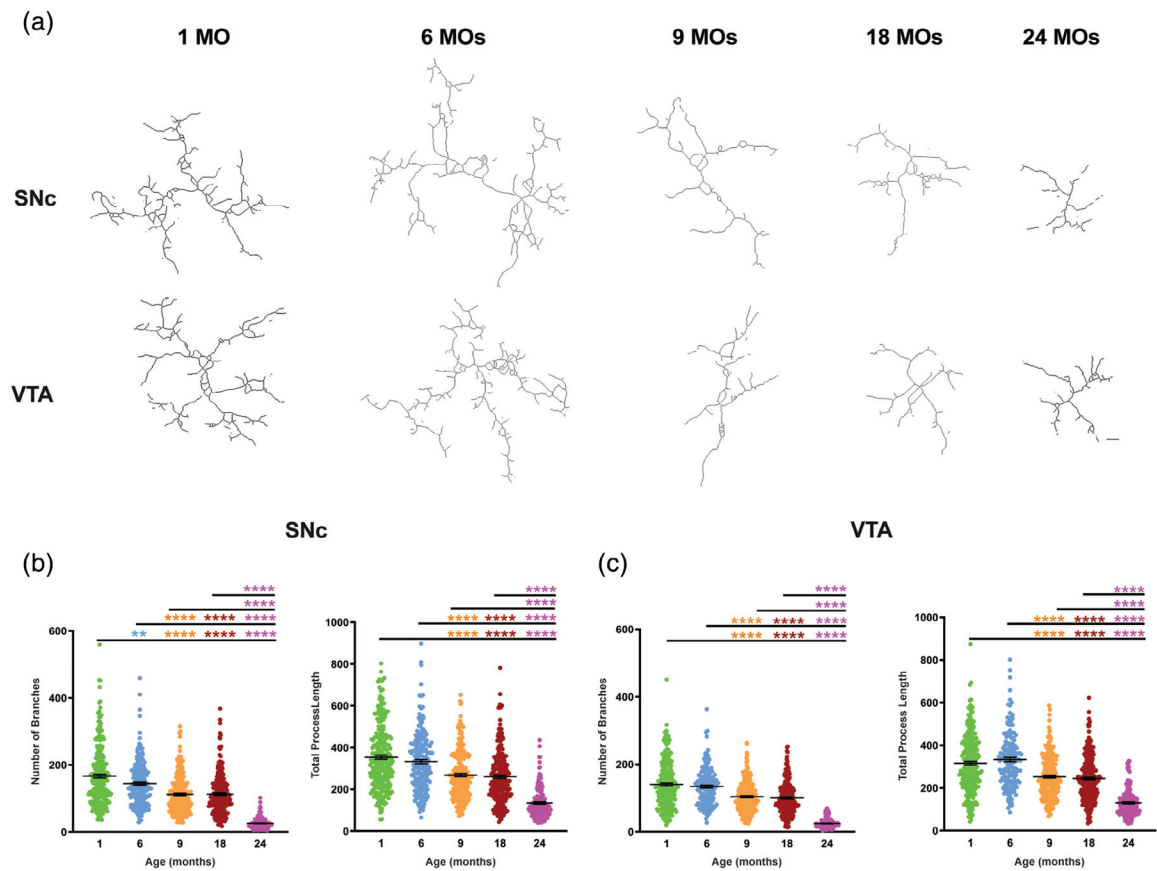 (a)
1 MO 6 MOs 9 MOs 18 MOs 24 MOs
SNc
VTA
SNc VTA
(b) (c)
****
****
**** **** ****
** **** **** ****
600
400
200
0
Number of Branches
1 6 9 18 24
Age (months)
****
****
**** **** ****
**** **** ****
1000
800
600
400
200
0
Total ProcessLength
1 6 9 18 24
Age (months)
****
****
**** **** ****
**** **** ****
600
400
200
0
Number of Branches
1 6 9 18 24
Age (months)
****
****
**** **** ****
**** **** ****
1000
800
600
400
200
0
Total Process Length
1 6 9 18 24
Age (months)